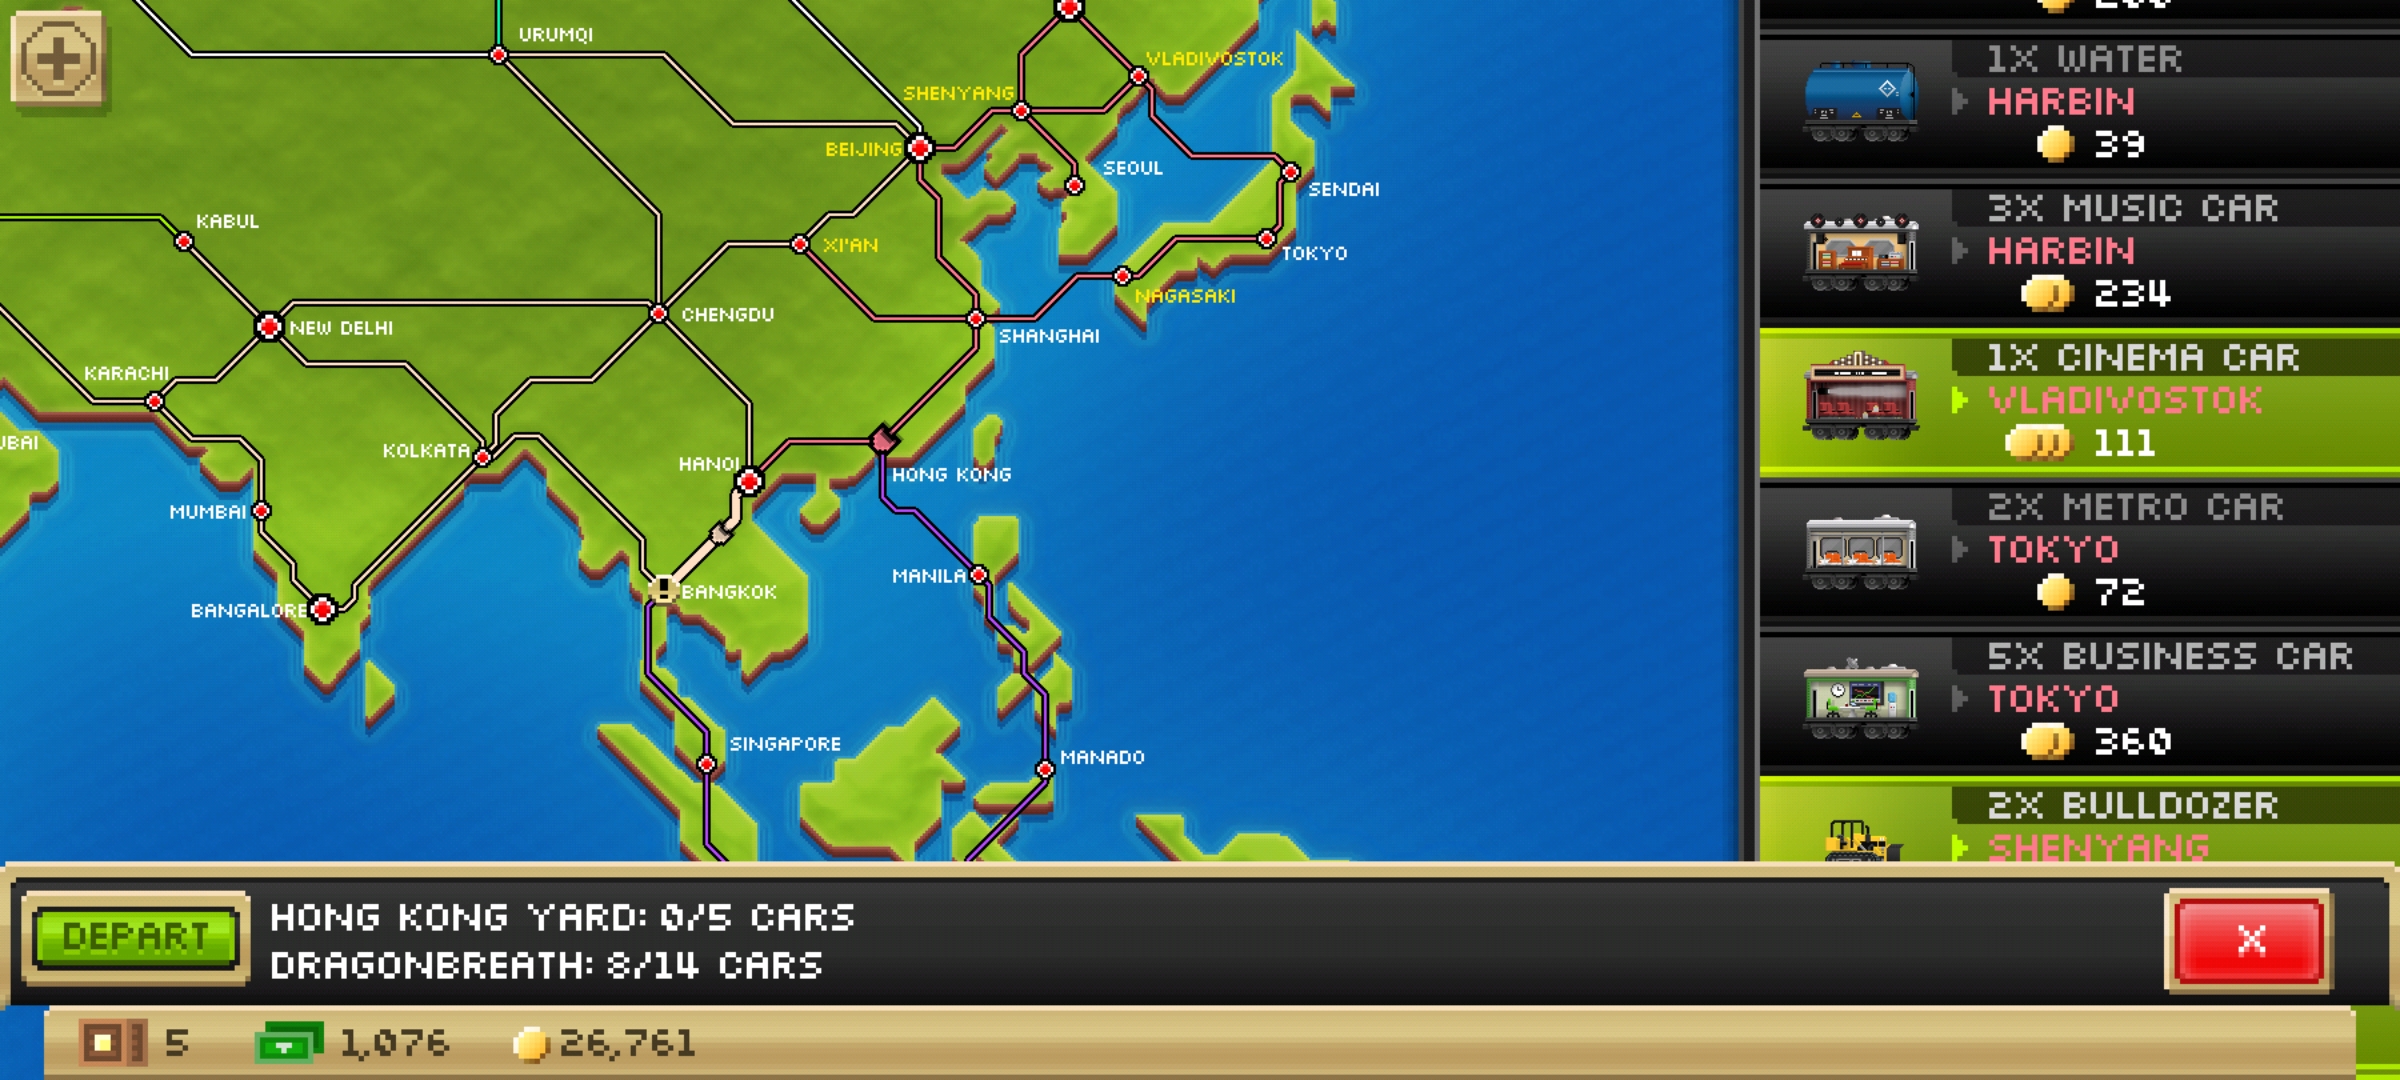 URUMQI
VLADIVOSTOK
SHENYANG
BEIJING
SEOUL
SENDAI
KABUL
XI'AN
TOKYO
NAGASAKI
CHENGDU
NEW DELHI
SHANGHAI
KARACHI
KOLKATA
HANOI
HONG KONG
MUMBAI
MANILA
BANGKOK
BANGALORE
SINGAPORE
MANADO
1X WATER
HARBIN
39
3X MUSIC CAR
HARBIN
234
1X CINEMA CAR
VLADIVOSTOK
111
2X METRO CAR
TOKYO
72
5X BUSINESS CAR
TOKYO
360
2X BULLDOZER
SHENYANG
DEPART
HONG KONG YARD: 0/5 CARS
DRAGONBREATH: 8/14 CARS
X
5
1,076
26,761